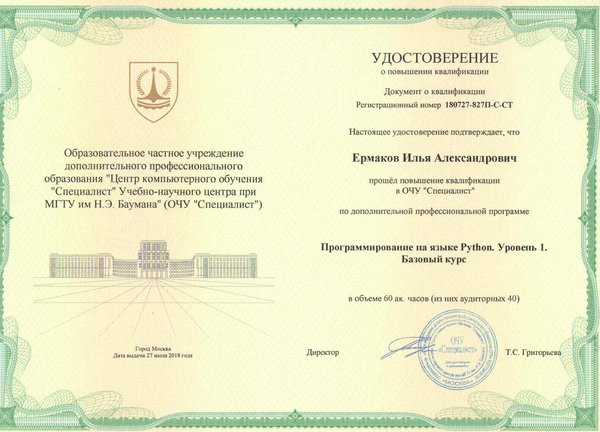 Образовательное частное учреждение
дополнительного профессионального
образования "Центр компьютерного обучения
"Специалист" Учебно-научного центра при
МГТУ им Н.Э. Баумана" (ОЧУ "Специалист")
Город Москва
Дата выдачи 27 июля 2018 года
УДОСТОВЕРЕНИЕ
о повышении квалификации
Документ о квалификации
Регистрационный номер 180727-827П-С-СТ
Настоящее удостоверение подтверждает, что
Ермаков Илья Александрович
прошёл повышение квалификации
в ОЧУ "Специалист"
по дополнительной профессиональной программе
Программирование на языке Python. Уровень 1.
Базовый курс
в объеме 60 ак. часов (из них аудиторных 40)
Директор
ОЧУ
«Специалист»
МОСКВА
Т.С. Григорьева